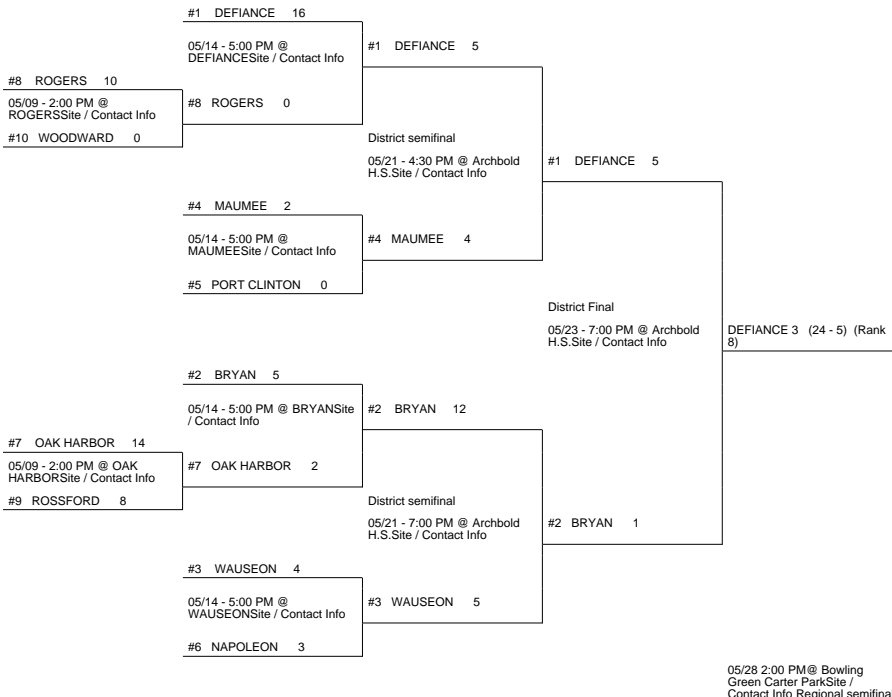 #1 DEFIANCE 16
05/14 - 5:00 PM @
DEFIANCESite / Contact Info
#1 DEFIANCE 5
#8 ROGERS 10
05/09 - 2:00 PM @
ROGERSSite / Contact Info
#8 ROGERS 0
#10 WOODWARD 0
District semifinal
05/21 - 4:30 PM @ Archbold
H.S.Site / Contact Info
#1 DEFIANCE 5
#4 MAUMEE 2
05/14 - 5:00 PM @
MAUMEESite / Contact Info
#4 MAUMEE 4
#5 PORT CLINTON 0
District Final
05/23 - 7:00 PM @ Archbold
H.S.Site / Contact Info
DEFIANCE 3 (24 - 5) (Rank
8)
#2 BRYAN 5
05/14 - 5:00 PM @ BRYANSite
/ Contact Info
#2 BRYAN 12
#7 OAK HARBOR 14
05/09 - 2:00 PM @ OAK
HARBORSite / Contact Info
#7 OAK HARBOR 2
#9 ROSSFORD 8
District semifinal
05/21 - 7:00 PM @ Archbold
H.S.Site / Contact Info
#2 BRYAN 1
#3 WAUSEON 4
05/14 - 5:00 PM @
WAUSEONSite / Contact Info
#3 WAUSEON 5
#6 NAPOLEON 3
05/28 2:00 PM@ Bowling
Green Carter ParkSite /
Contact Info Regional semifinal